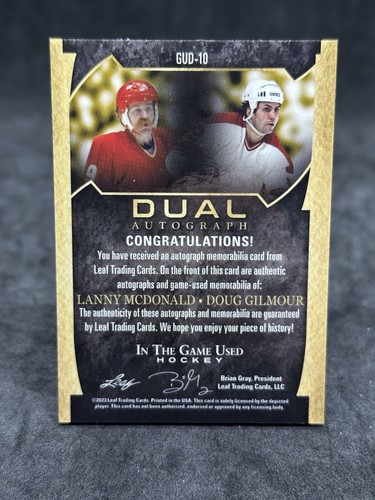 GUD-10
DUAL
AUTOGRAPH
CONGRATULATIONS!
You have received an autograph memorabilia card from
Leaf Trading Cards. On the front of this card are authentic
autographs and game-used memorabilia of:
LANNY MCDONALD • DOUG GILMOUR
The authenticity of these autographs and memorabilia are guaranteed
by Leaf Trading Cards. We hope you enjoy your piece of history!
IN THE GAME USED
HOCKEY
Leaf
Brian Gray, President
Leaf Trading Cards, LLC
©2023 Leaf Trading Cards. Printed in the USA. This card is solely licensed by the depicted
player. This card has not been authorized, endorsed or approved by any licensing body.